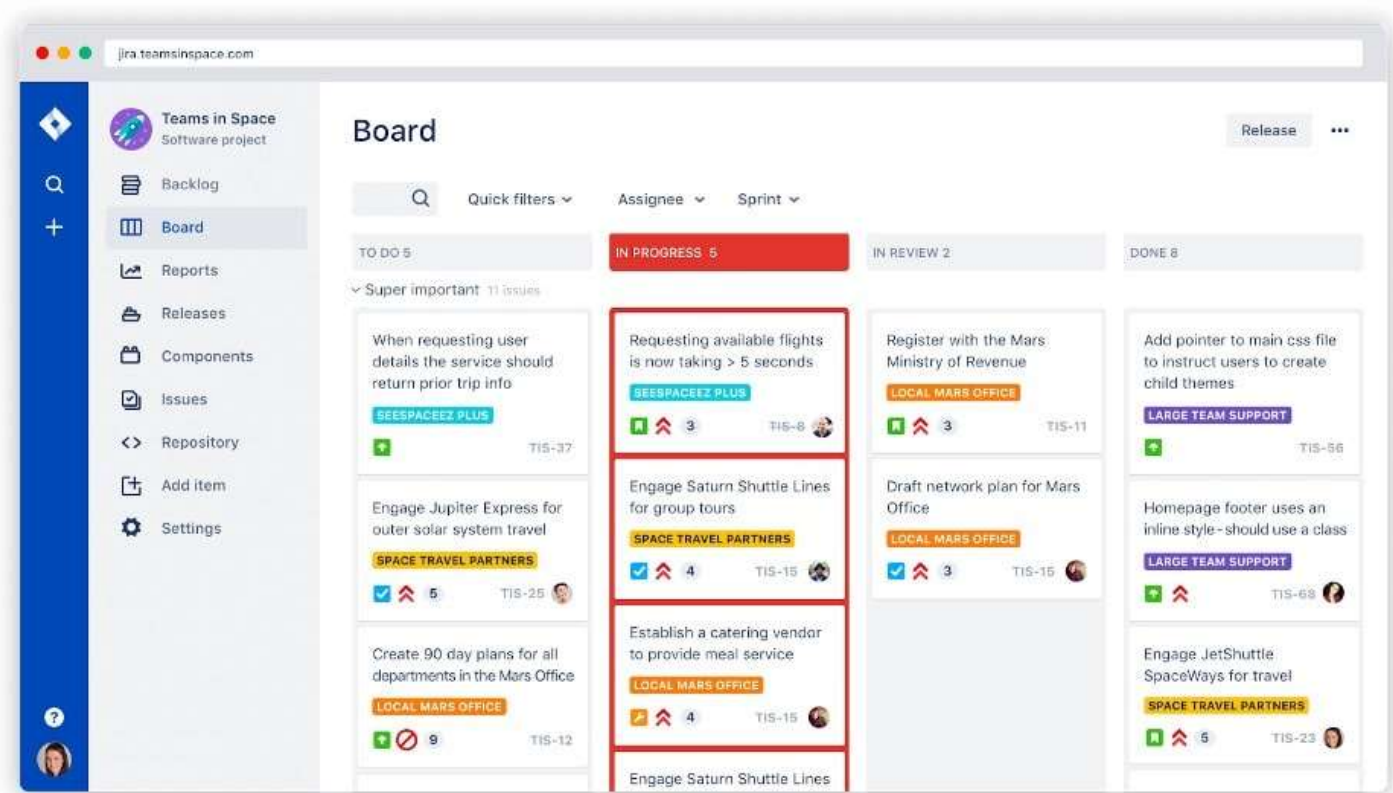 jira.teamsinspace.com
Teams in Space
Software project
Backlog
Board
Reports
Releases
Components
Issues
Repository
Add item
Settings
Board
Release
Quick filters
Assignee
Sprint
TO DO 5
IN PROGRESS 5
IN REVIEW 2
DONE 8
Super important 11 issues
When requesting user
details the service should
return prior trip info
SEESPACEEZ PLUS
TIS-37
Engage Jupiter Express for
outer solar system travel
SPACE TRAVEL PARTNERS
5
TIS-25
Create 90 day plans for all
departments in the Mars Office
LOCAL MARS OFFICE
9
TIS-12
Requesting available flights
is now taking > 5 seconds
SEESPACEEZ PLUS
3
TIS-8
Engage Saturn Shuttle Lines
for group tours
SPACE TRAVEL PARTNERS
4
TIS-15
Establish a catering vendor
to provide meal service
LOCAL MARS OFFICE
4
TIS-15
Engage Saturn Shuttle Lines
Register with the Mars
Ministry of Revenue
LOCAL MARS OFFICE
3
TIS-11
Draft network plan for Mars
Office
LOCAL MARS OFFICE
3
TIS-15
Add pointer to main css file
to instruct users to create
child themes
LARGE TEAM SUPPORT
TIS-56
Homepage footer uses an
inline style-should use a class
LARGE TEAM SUPPORT
TIS-68
Engage JetShuttle
SpaceWays for travel
SPACE TRAVEL PARTNERS
5
TIS-23